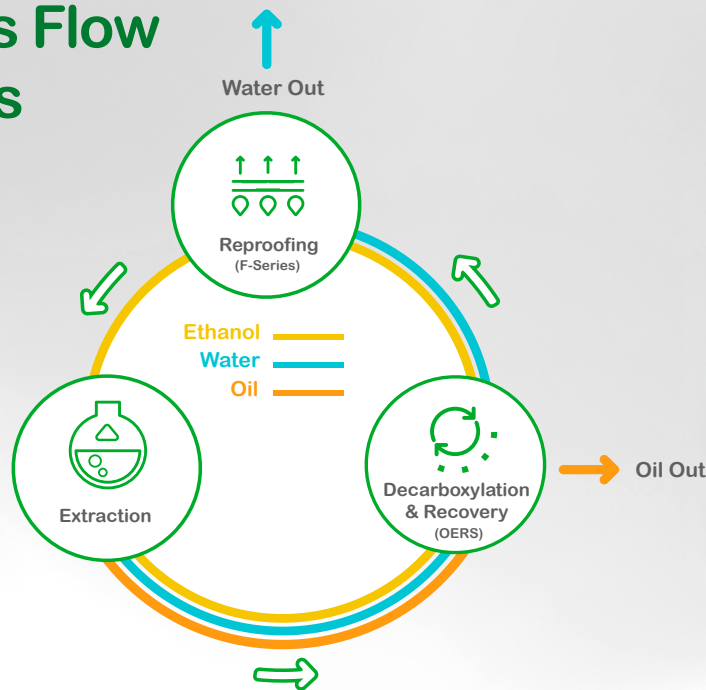 s Flow
s
Water Out
Reproofing
(F-Series)
Ethanol
Water
Oil
Extraction
Decarboxylation
& Recovery
(OERS)
Oil Out